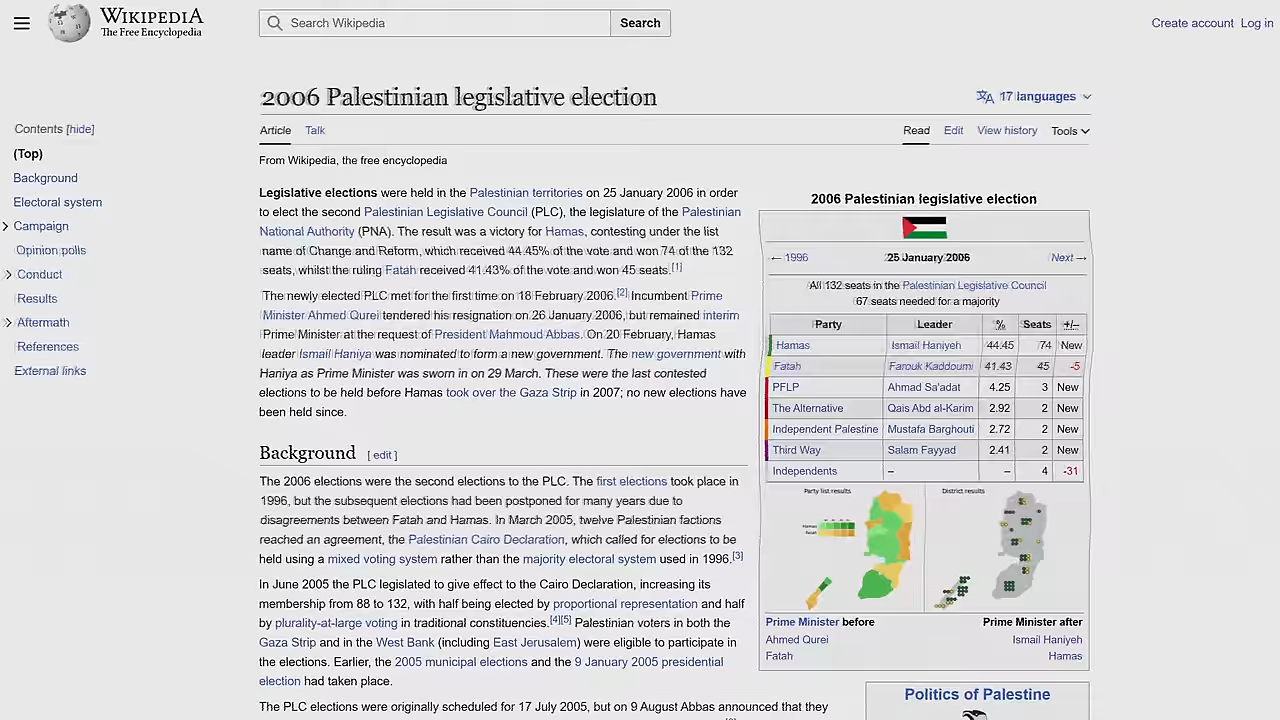 WIKIPEDIA
The Free Encyclopedia
Search Wikipedia
Search
Create account Log in
2006 Palestinian legislative election
17 languages
Contents [hide]
(Top)
Background
Electoral system
Campaign
Opinion polls
Conduct
Results
Aftermath
References
External links
Article Talk
Read Edit View history Tools
From Wikipedia, the free encyclopedia
Legislative elections were held in the Palestinian territories on 25 January 2006 in order
to elect the second Palestinian Legislative Council (PLC), the legislature of the Palestinian
National Authority (PNA). The result was a victory for Hamas, contesting under the list
name of Change and Reform, which received 44.45% of the vote and won 74 of the 132
seats, whilst the ruling Fatah received 41.43% of the vote and won 45 seats.[1]
The newly elected PLC met for the first time on 18 February 2006.[2] Incumbent Prime
Minister Ahmed Qurei tendered his resignation on 26 January 2006, but remained interim
Prime Minister at the request of President Mahmoud Abbas. On 20 February, Hamas
leader Ismail Haniya was nominated to form a new government. The new government with
Haniya as Prime Minister was sworn in on 29 March. These were the last contested
elections to be held before Hamas took over the Gaza Strip in 2007; no new elections have
been held since.
Background [ edit ]
The 2006 elections were the second elections to the PLC. The first elections took place in
1996, but the subsequent elections had been postponed for many years due to
disagreements between Fatah and Hamas. In March 2005, twelve Palestinian factions
reached an agreement, the Palestinian Cairo Declaration, which called for elections to be
held using a mixed voting system rather than the majority electoral system used in 1996.[3]
In June 2005 the PLC legislated to give effect to the Cairo Declaration, increasing its
membership from 88 to 132, with half being elected by proportional representation and half
by plurality-at-large voting in traditional constituencies.[4][5] Palestinian voters in both the
Gaza Strip and in the West Bank (including East Jerusalem) were eligible to participate in
the elections. Earlier, the 2005 municipal elections and the 9 January 2005 presidential
election had taken place.
The PLC elections were originally scheduled for 17 July 2005, but on 9 August Abbas announced that they
2006 Palestinian legislative election
← 1996 25 January 2006 Next →
All 132 seats in the Palestinian Legislative Council
67 seats needed for a majority
Party Leader % Seats +/–
Hamas Ismail Haniyeh 44.45 74 New
Fatah Farouk Kaddoumi 41.43 45 -5
PFLP Ahmad Sa'adat 4.25 3 New
The Alternative Qais Abd al-Karim 2.92 2 New
Independent Palestine Mustafa Barghouti 2.72 2 New
Third Way Salam Fayyad 2.41 2 New
Independents – – 4 -31
Party list results District results
Prime Minister before Prime Minister after
Ahmed Qurei Ismail Haniyeh
Fatah Hamas
Politics of Palestine